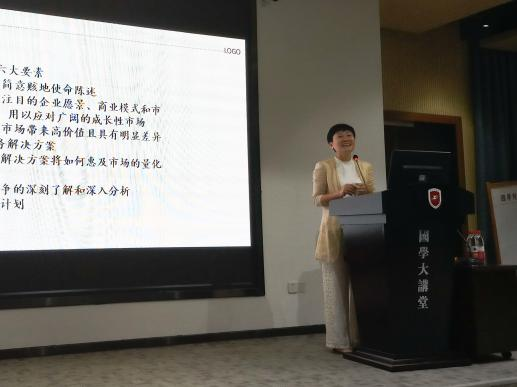 LOGO
六大要素
简意赅地使命陈述
注目的企业愿景、商业模式和市
用以应对广阔的成长性市场
市场带来高价值且具有明显差异
解决方案
解决方案将如何惠及市场的量化
争的深刻了解和深入分析
计划
國學大講堂